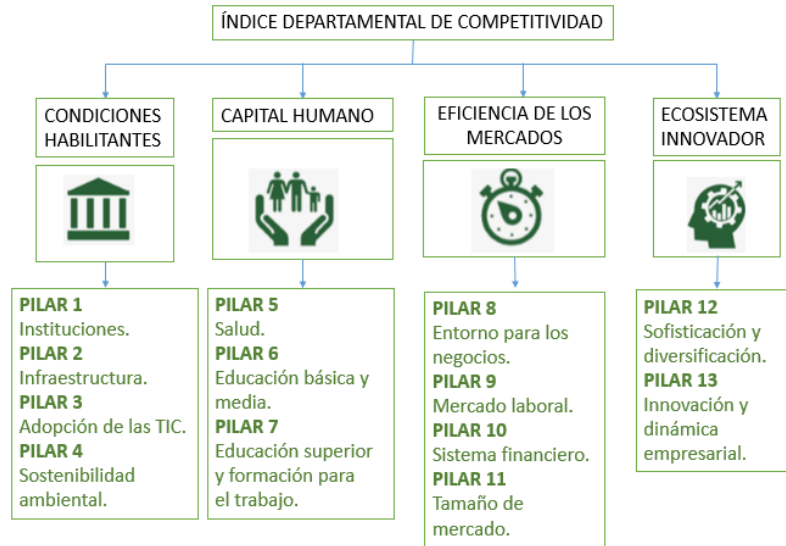 ÍNDICE DEPARTAMENTAL DE COMPETITIVIDAD
CONDICIONES
HABILITANTES
CAPITAL HUMANO
EFICIENCIA DE LOS
MERCADOS
ECOSISTEMA
INNOVADOR
PILAR 1
Instituciones.
PILAR 2
Infraestructura.
PILAR 3
Adopción de las TIC.
PILAR 4
Sostenibilidad
ambiental.
PILAR 5
Salud.
PILAR 6
Educación básica y
media.
PILAR 7
Educación superior
y formación para
el trabajo.
PILAR 8
Entorno para los
negocios.
PILAR 9
Mercado laboral.
PILAR 10
Sistema financiero.
PILAR 11
Tamaño de
mercado.
PILAR 12
Sofisticación y
diversificación.
PILAR 13
Innovación y
dinámica
empresarial.